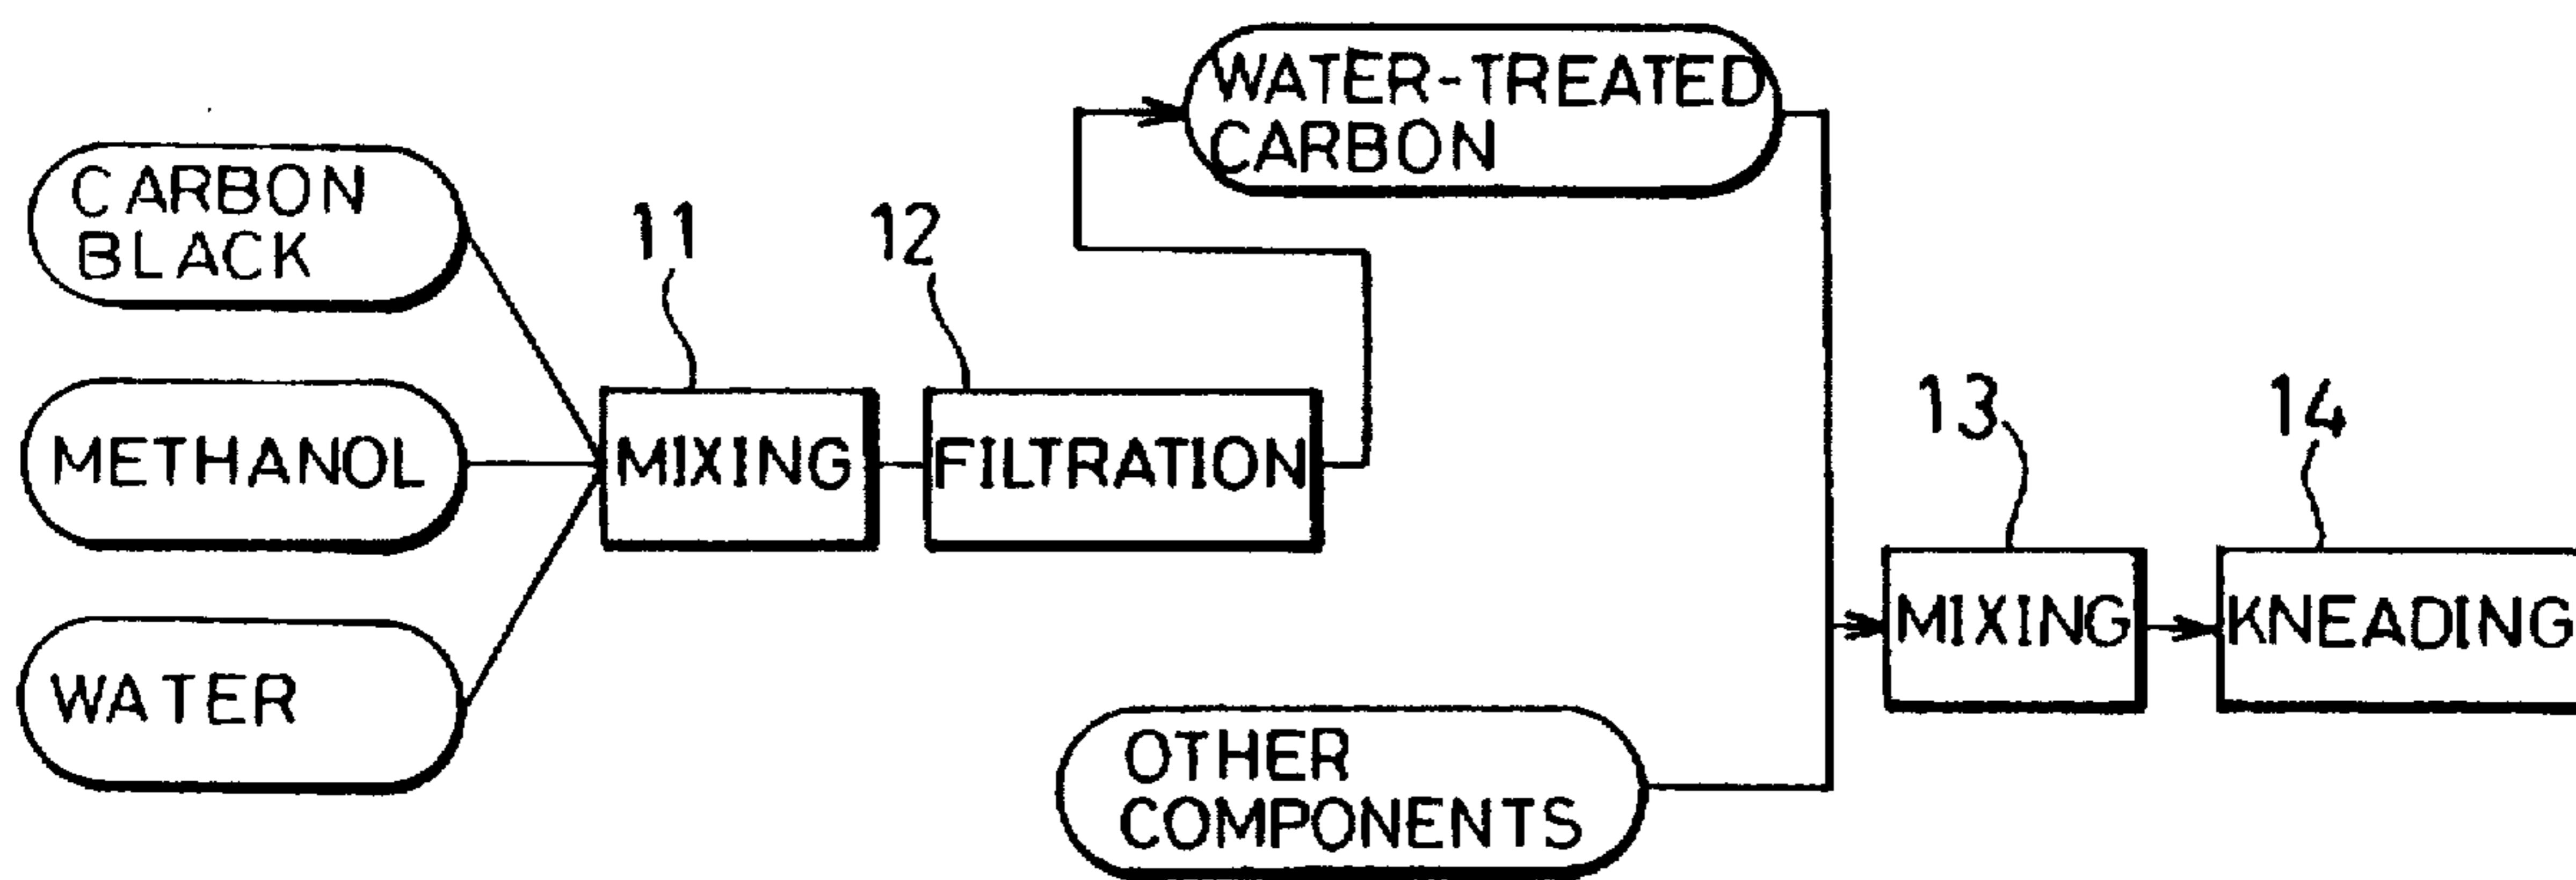 CARBON
BLACK
METHANOL
WATER
11
MIXING
12
FILTRATION
WATER-TREATED
CARBON
OTHER
COMPONENTS
13
MIXING
14
KNEADING